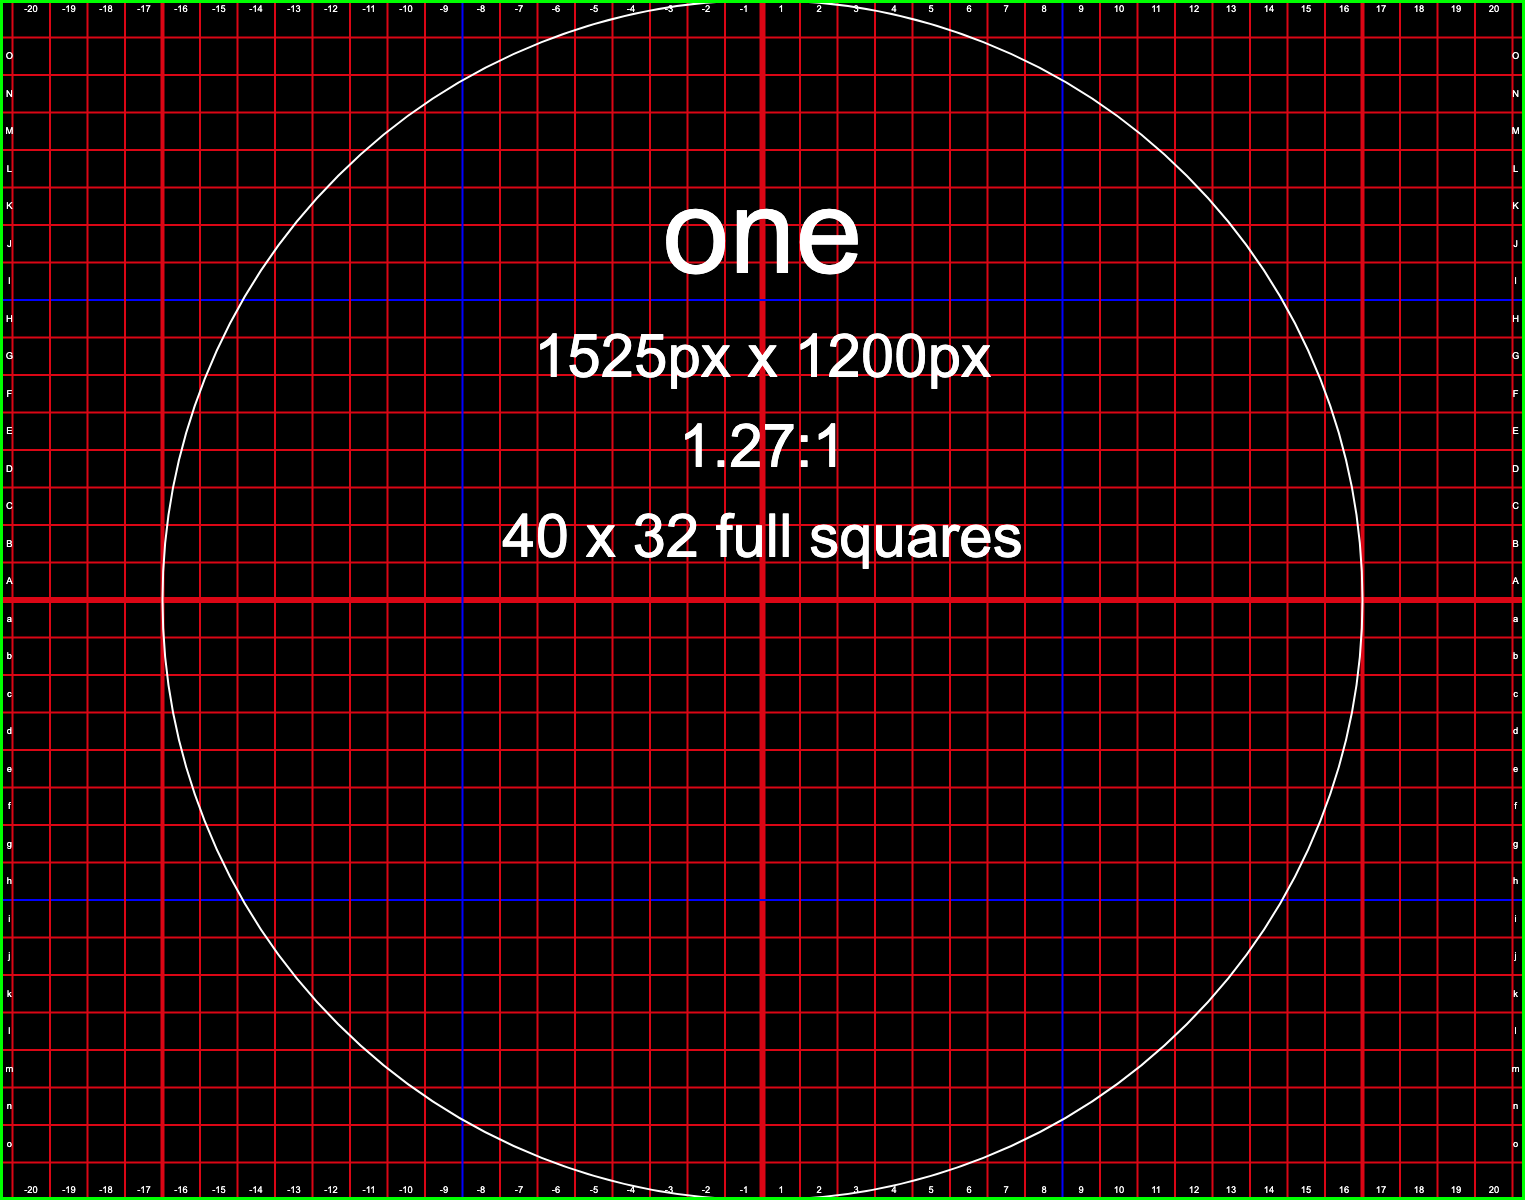 -20 -19 -18 -17 -16 -15 -14 -13 -12 -11 -10 -9 -8 -7 -6 -5 -4 -3 -2 -1 1 2 3 4 5 6 7 8 9 10 11 12 13 14 15 16 17 18 19 20
O O
N N
M M
L L
K K
one
J J
I I
H H
1525px x 1200px
G G
F F
E E
1.27:1
D D
C C
40 x 32 full squares
B B
A A
a a
b b
c c
d d
e e
f f
g g
h h
i i
j j
k k
l l
m m
n n
o o
-20 -19 -18 -17 -16 -15 -14 -13 -12 -11 -10 -9 -8 -7 -6 -5 -4 -3 -2 -1 1 2 3 4 5 6 7 8 9 10 11 12 13 14 15 16 17 18 19 20